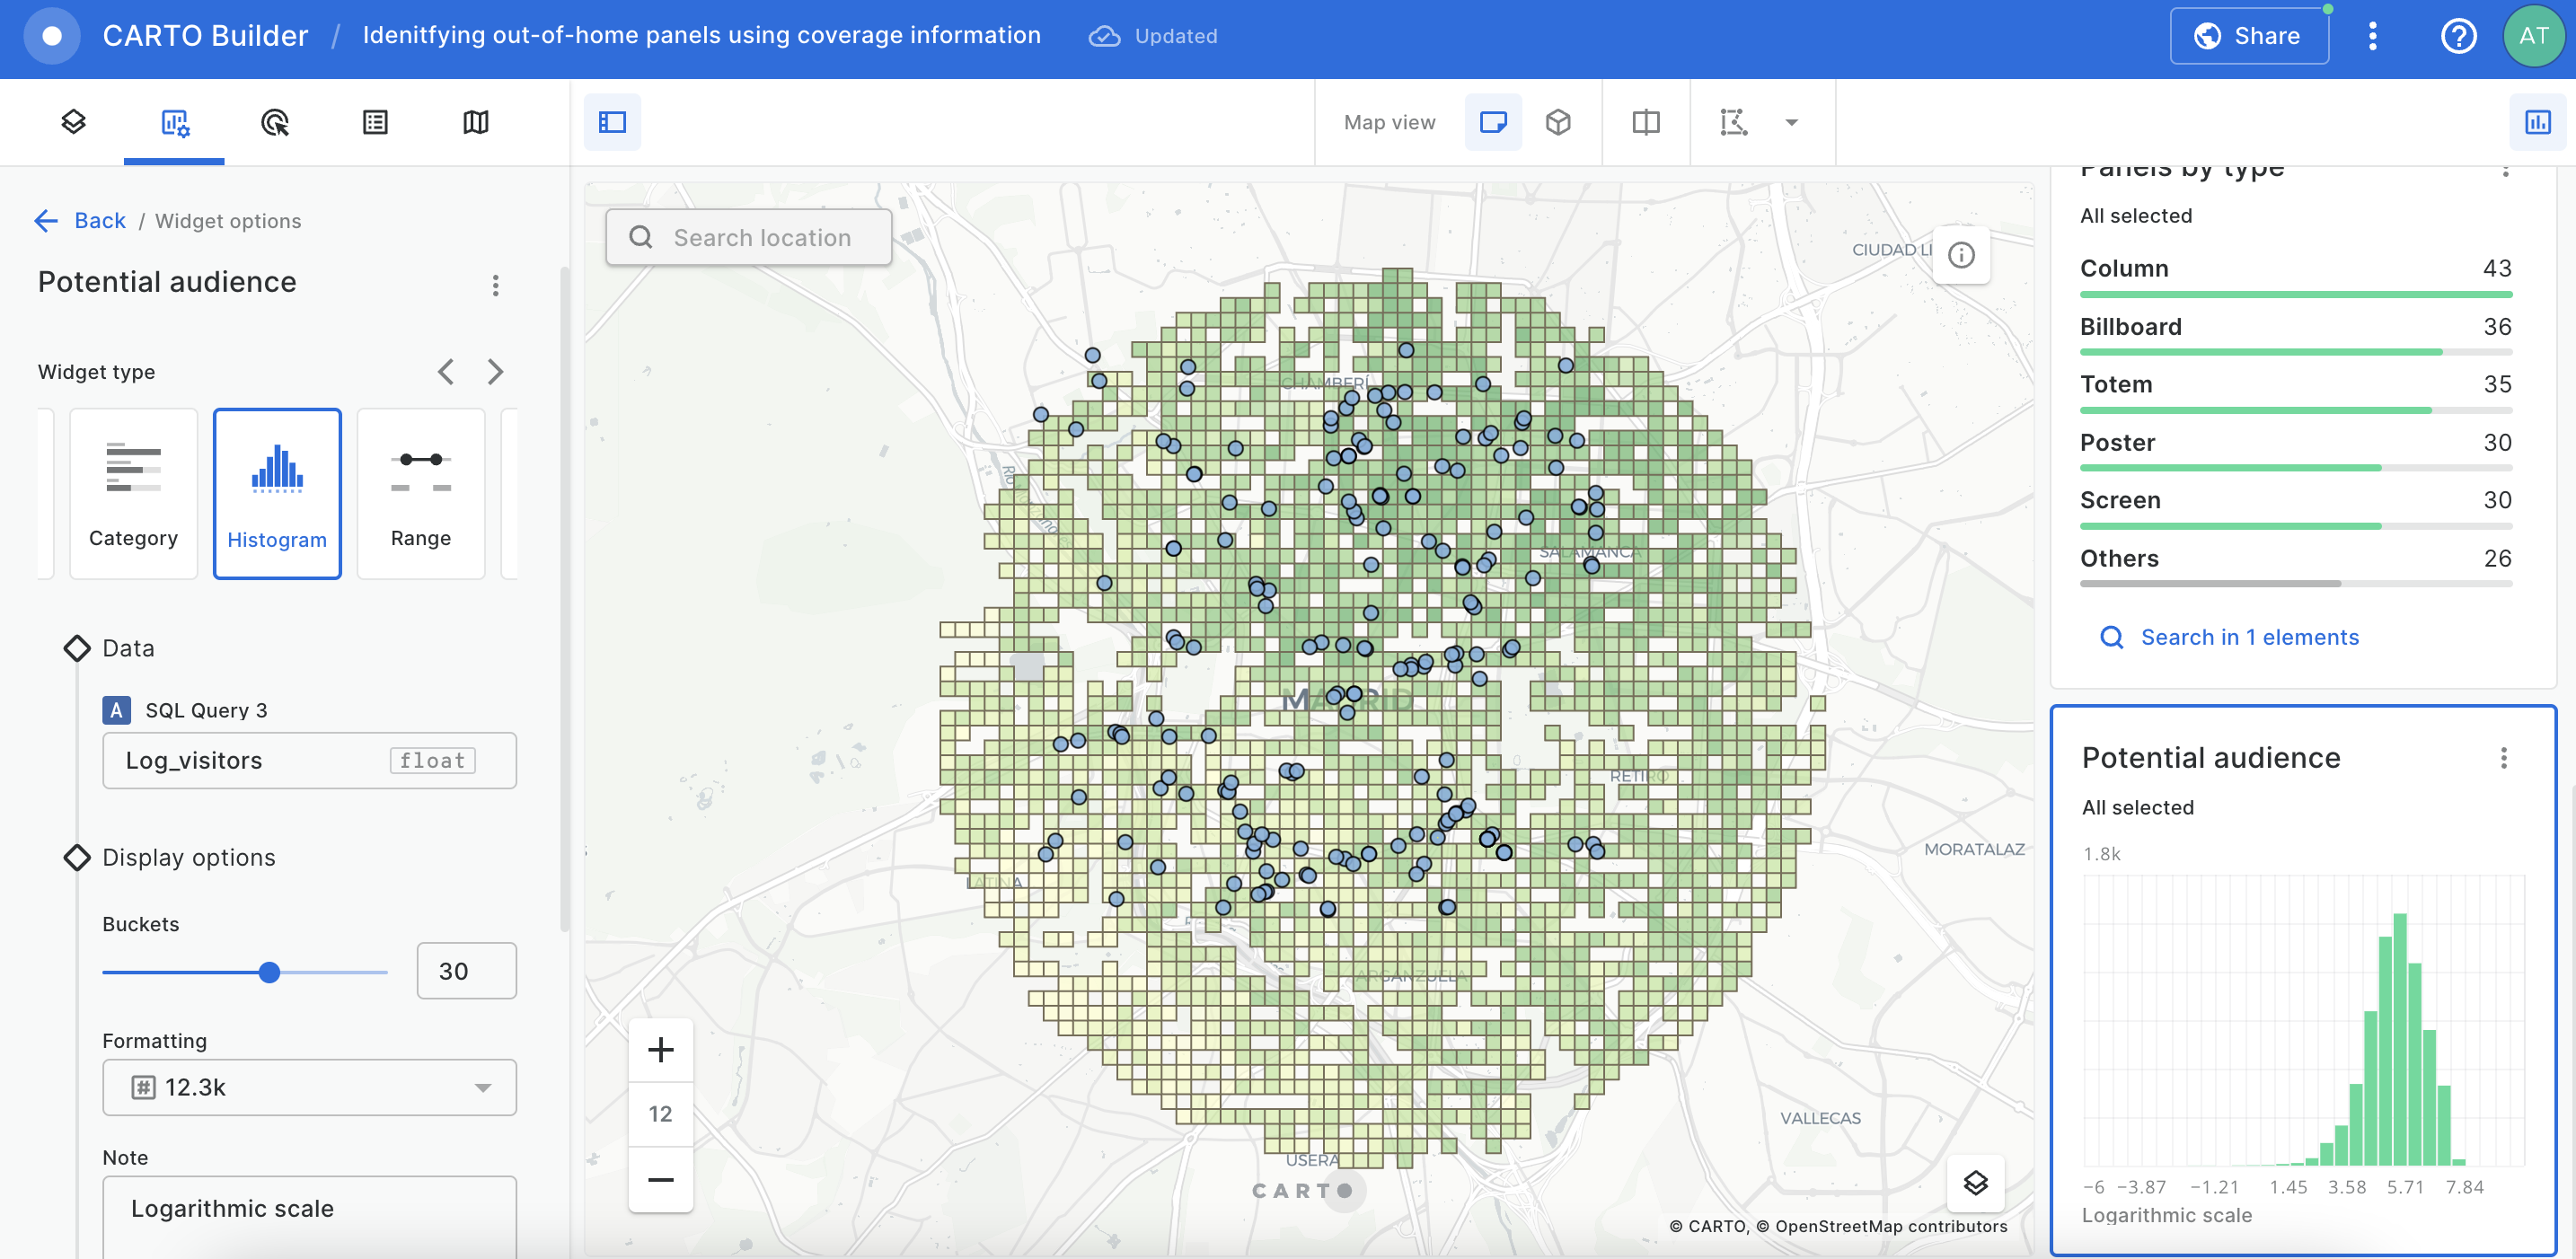 CARTO Builder / Idenitfying out-of-home panels using coverage information Updated Share AT
Map view
Back / Widget options
Potential audience
Widget type
Category
Histogram
Range
Data
A SQL Query 3
Log_visitors float
Display options
Buckets
30
Formatting
12.3k
Note
Logarithmic scale
Search location
CIUDAD LI
CHAMBERÍ
SALAMANCA
MADRID
RETIRO
MORATALAZ
LATINA
ARGANZUELA
VALLECAS
USERA
12
CARTO
© CARTO, © OpenStreetMap contributors
Panels by type
All selected
Column 43
Billboard 36
Totem 35
Poster 30
Screen 30
Others 26
Search in 1 elements
Potential audience
All selected
1.8k
−6 −3.87 −1.21 1.45 3.58 5.71 7.84
Logarithmic scale